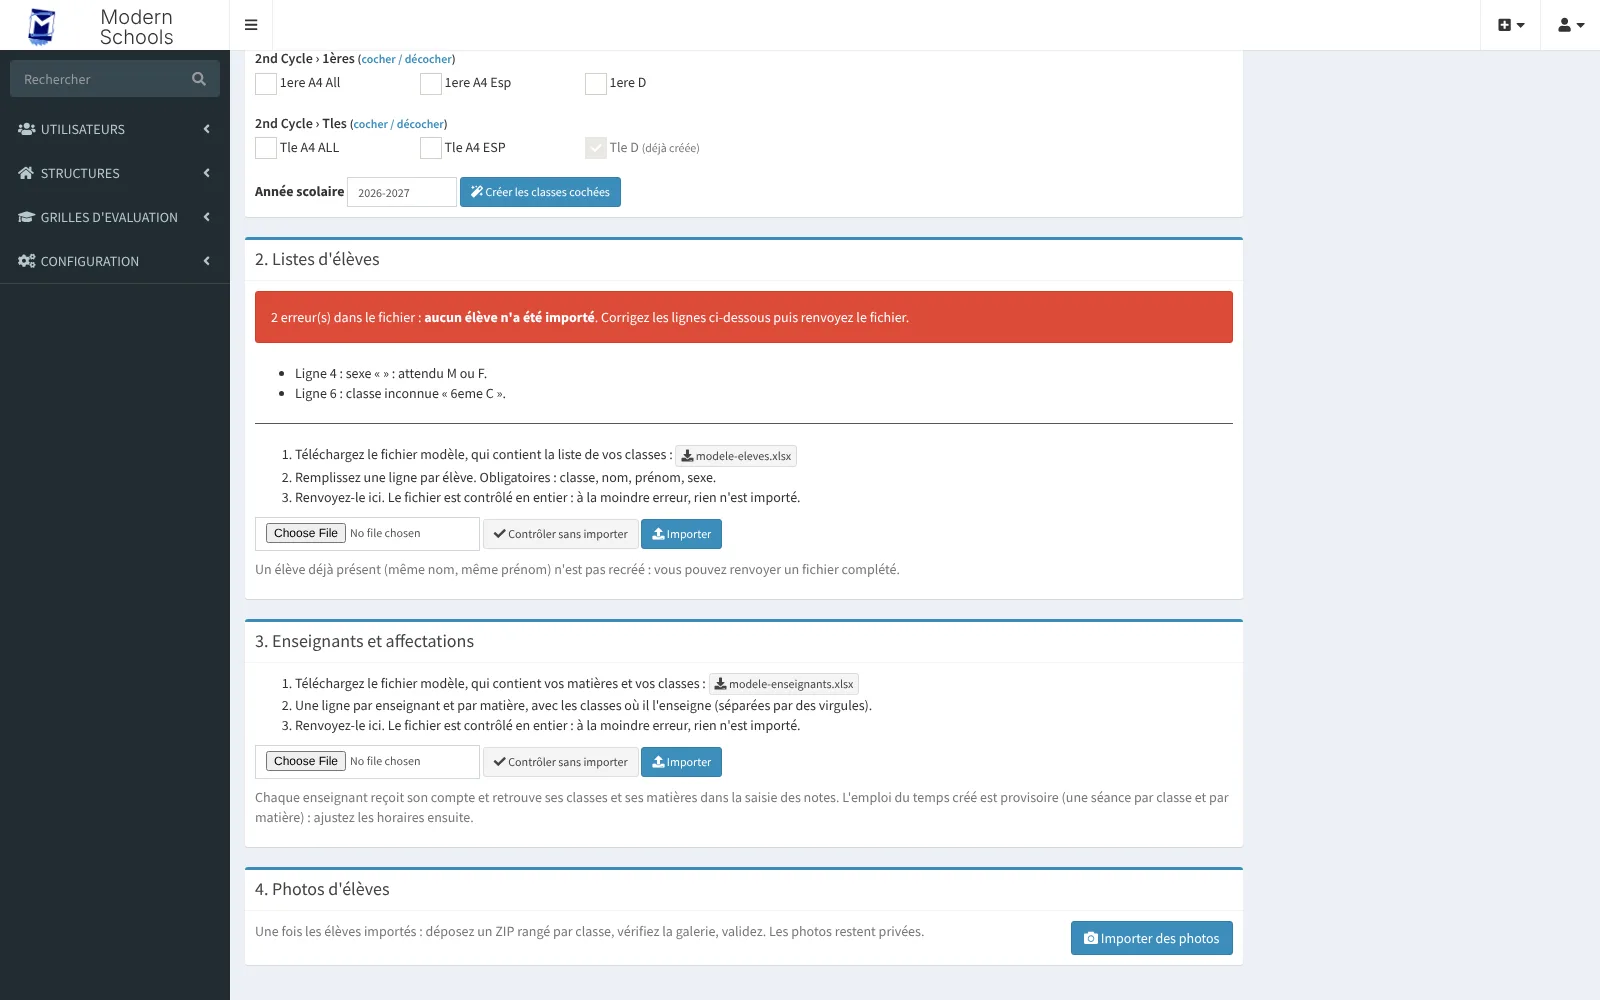 Modern
Schools
Rechercher
UTILISATEURS
STRUCTURES
GRILLES D'EVALUATION
CONFIGURATION
2nd Cycle › 1ères (cocher / décocher)
1ere A4 All
1ere A4 Esp
1ere D
2nd Cycle › Tles (cocher / décocher)
Tle A4 ALL
Tle A4 ESP
Tle D (déjà créée)
Année scolaire 2026-2027 Créer les classes cochées
2. Listes d'élèves
2 erreur(s) dans le fichier : aucun élève n'a été importé. Corrigez les lignes ci-dessous puis renvoyez le fichier.
Ligne 4 : sexe « » : attendu M ou F.
Ligne 6 : classe inconnue « 6eme C ».
1. Téléchargez le fichier modèle, qui contient la liste de vos classes : modele-eleves.xlsx
2. Remplissez une ligne par élève. Obligatoires : classe, nom, prénom, sexe.
3. Renvoyez-le ici. Le fichier est contrôlé en entier : à la moindre erreur, rien n'est importé.
Choose File No file chosen Contrôler sans importer Importer
Un élève déjà présent (même nom, même prénom) n'est pas recréé : vous pouvez renvoyer un fichier complété.
3. Enseignants et affectations
1. Téléchargez le fichier modèle, qui contient vos matières et vos classes : modele-enseignants.xlsx
2. Une ligne par enseignant et par matière, avec les classes où il l'enseigne (séparées par des virgules).
3. Renvoyez-le ici. Le fichier est contrôlé en entier : à la moindre erreur, rien n'est importé.
Choose File No file chosen Contrôler sans importer Importer
Chaque enseignant reçoit son compte et retrouve ses classes et ses matières dans la saisie des notes. L'emploi du temps créé est provisoire (une séance par classe et par
matière) : ajustez les horaires ensuite.
4. Photos d'élèves
Une fois les élèves importés : déposez un ZIP rangé par classe, vérifiez la galerie, validez. Les photos restent privées.
Importer des photos